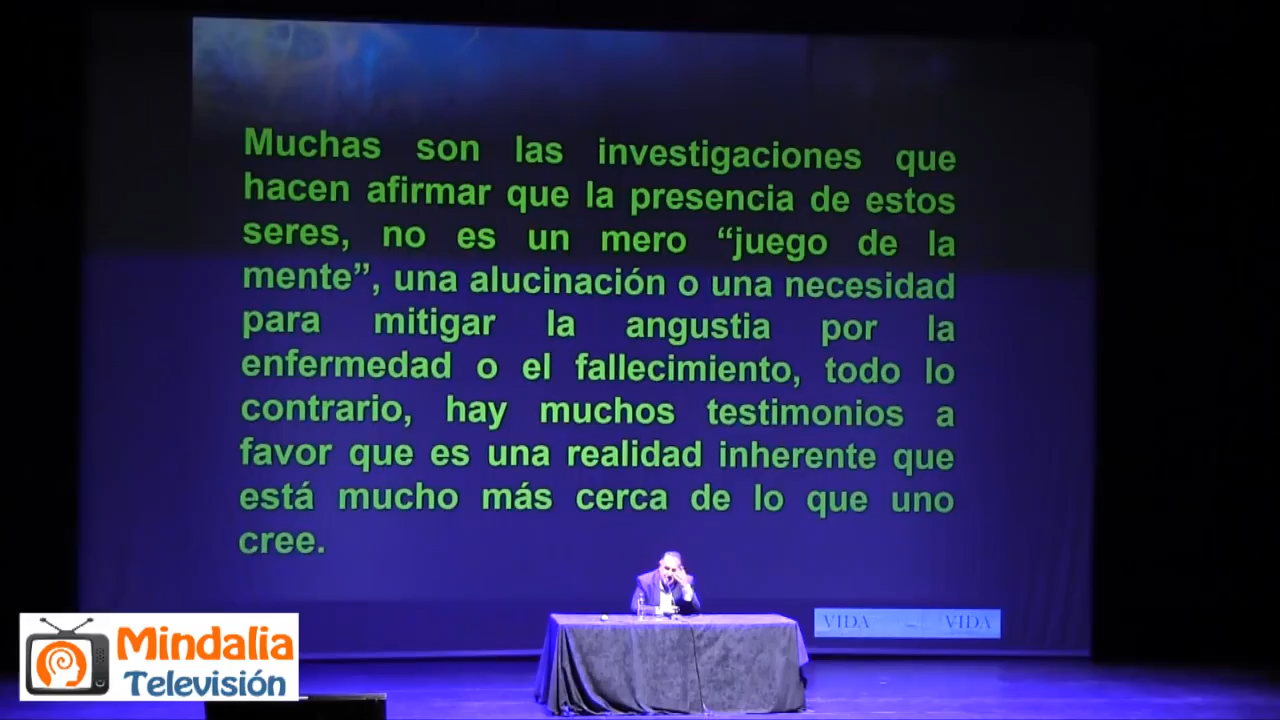 Muchas son las investigaciones que
hacen afirmar que la presencia de estos
seres, no es un mero “juego de la
mente”, una alucinación o una necesidad
para mitigar la angustia por la
enfermedad o el fallecimiento, todo lo
contrario, hay muchos testimonios a
favor que es una realidad inherente que
está mucho más cerca de lo que uno
cree.
VIDA VIDA
Mindalia
Televisión